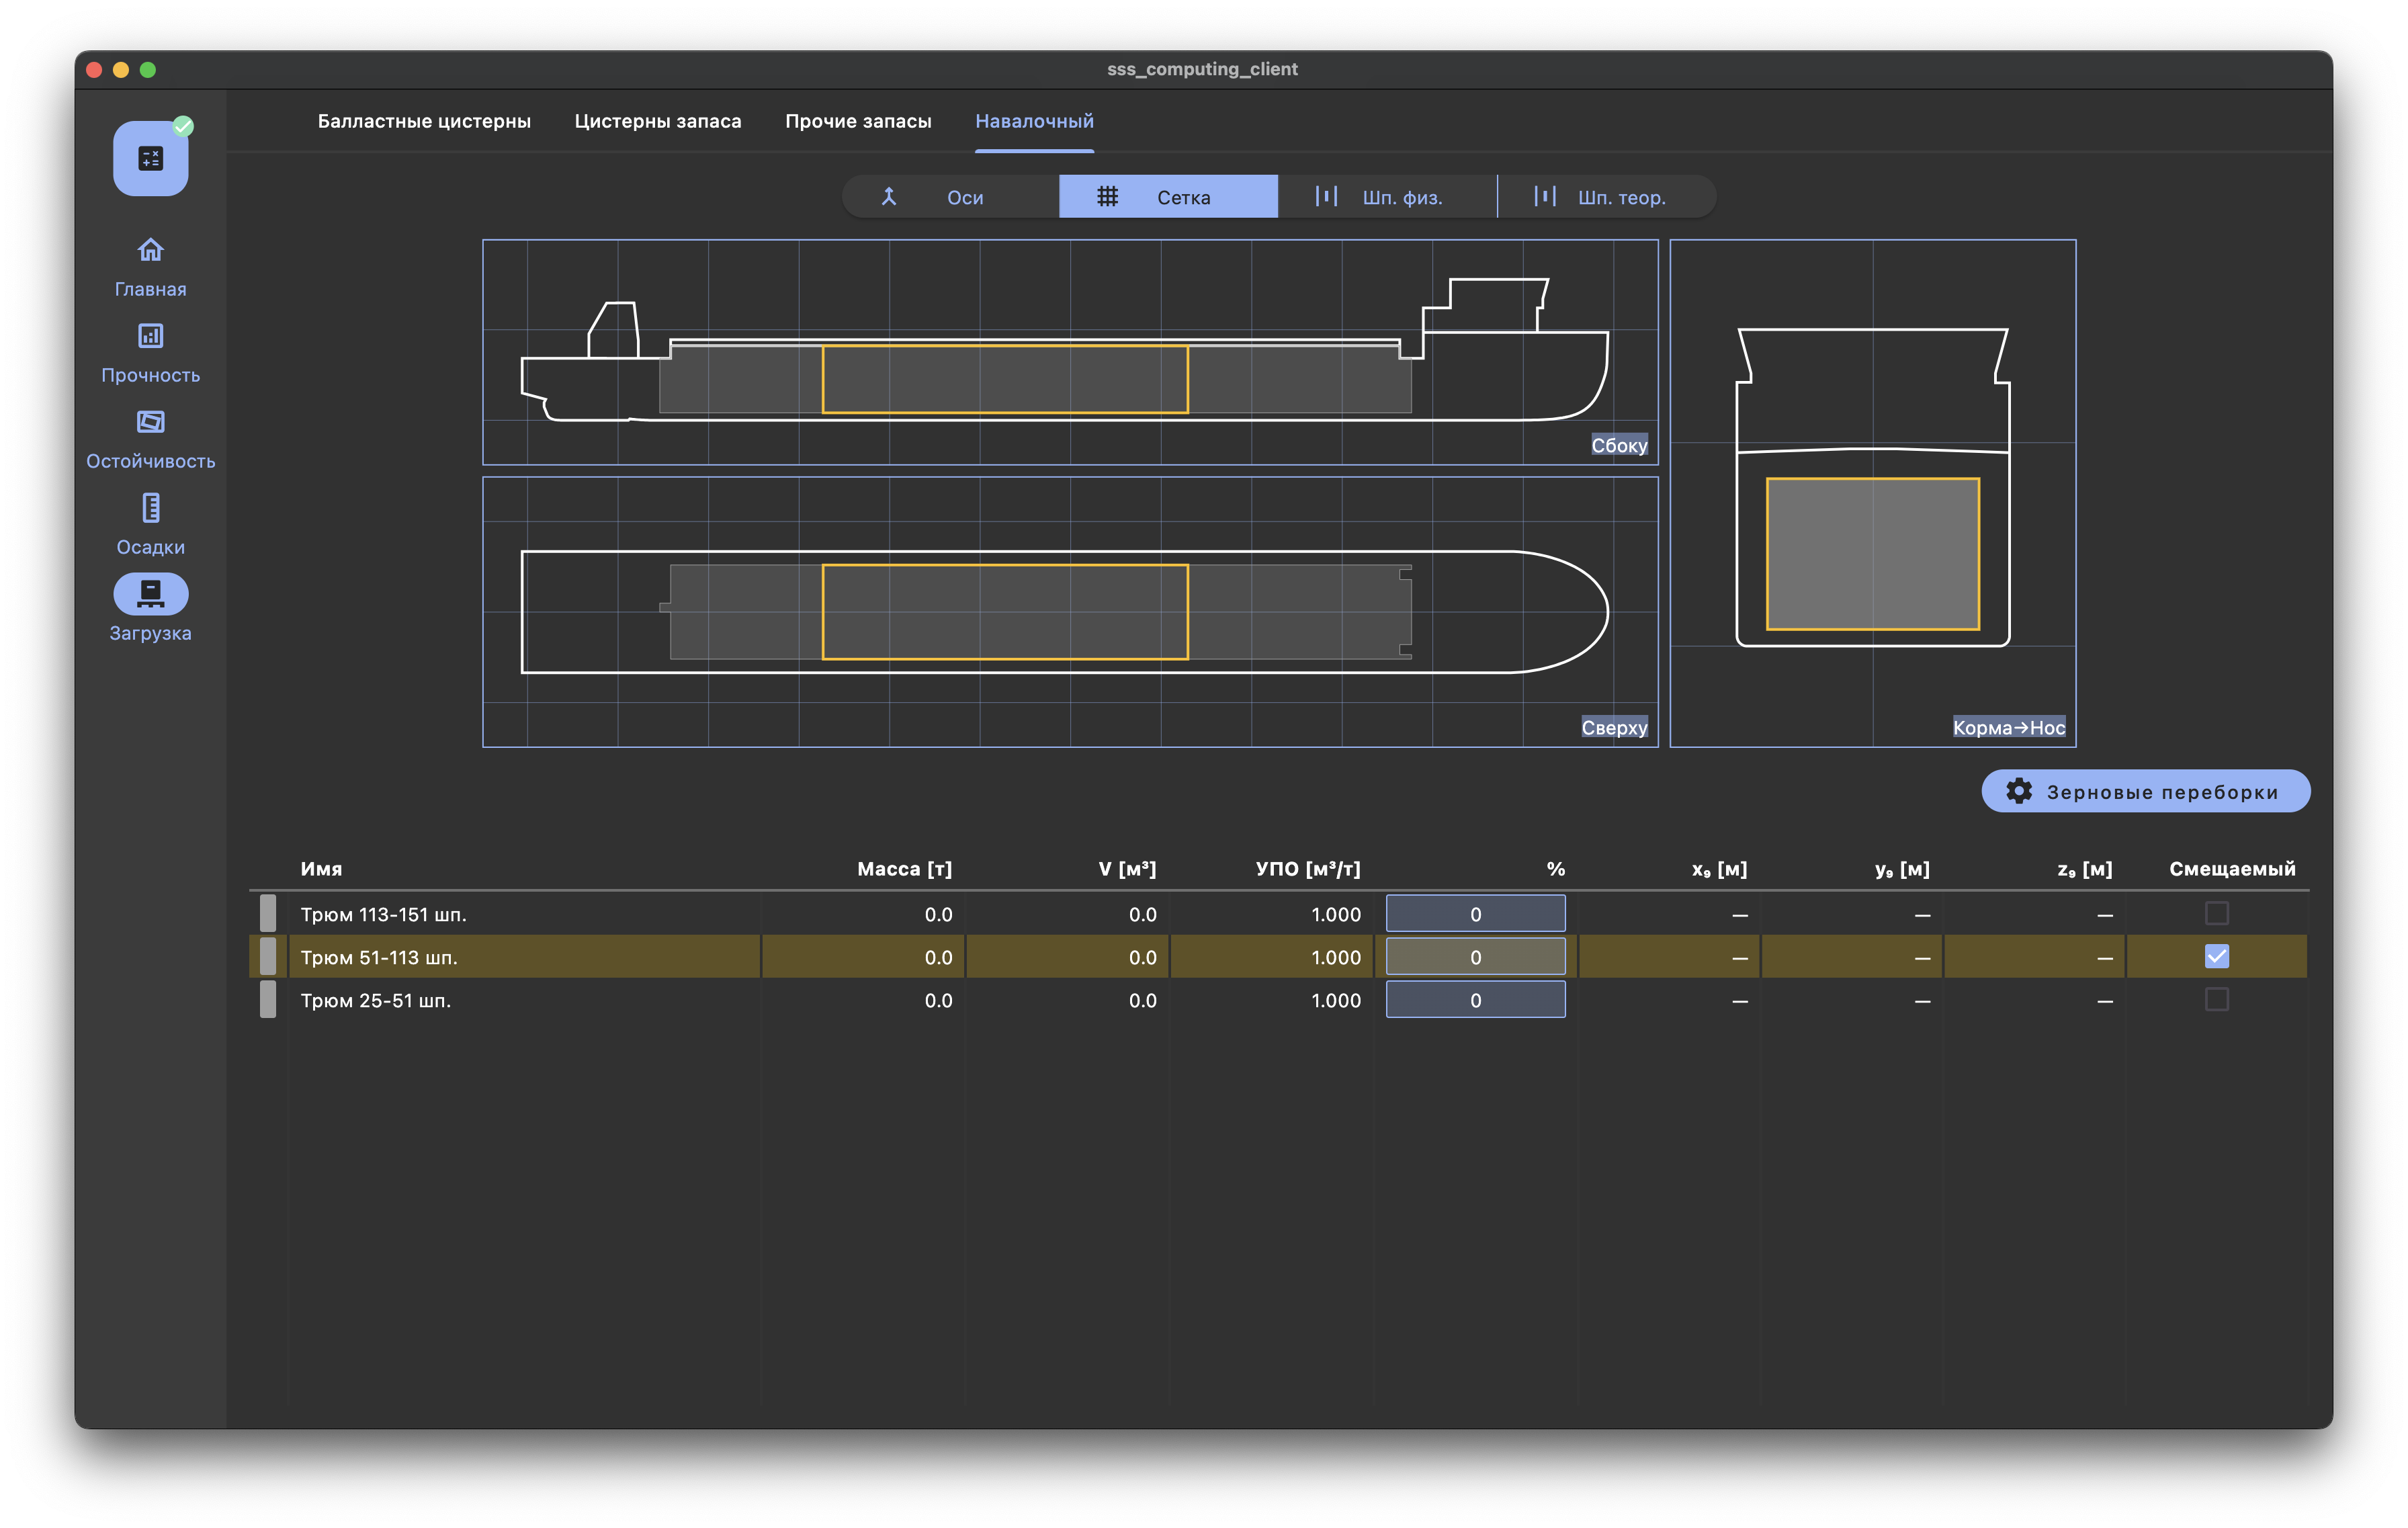 sss_computing_client
Балластные цистерны Цистерны запаса Прочие запасы Навалочный
Оси Сетка Шп. физ. Шп. теор.
Главная
Прочность
Остойчивость
Осадки
Загрузка
Сбоку
Сверху
Корма→Нос
Зерновые переборки
Имя Масса [т] V [м³] УПО [м³/т] % x₉ [м] y₉ [м] z₉ [м] Смещаемый
Трюм 113-151 шп. 0.0 0.0 1.000 0 — — —
Трюм 51-113 шп. 0.0 0.0 1.000 0 — — —
Трюм 25-51 шп. 0.0 0.0 1.000 0 — — —